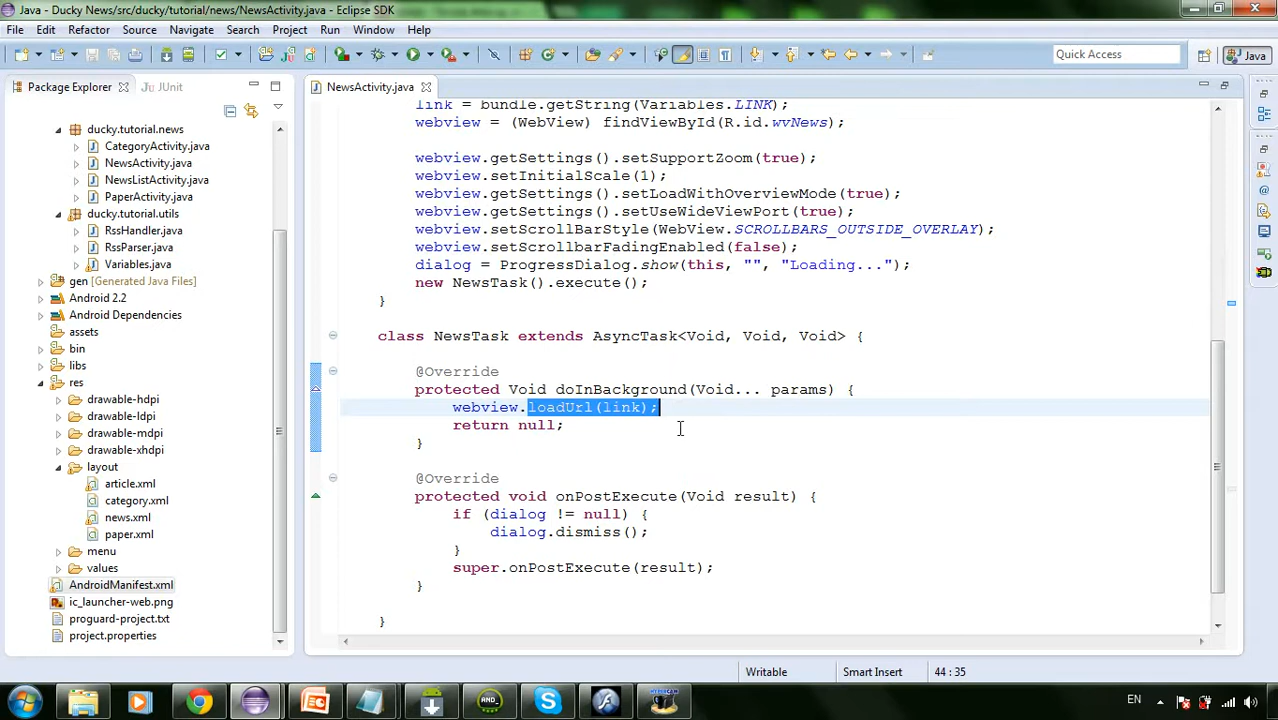 Java - Ducky News/src/ducky/tutorial/news/NewsActivity.java - Eclipse SDK
File Edit Refactor Source Navigate Search Project Run Window Help
Quick Access
Java
Package Explorer
JUnit
NewsActivity.java
ducky.tutorial.news
CategoryActivity.java
NewsActivity.java
NewsListActivity.java
PaperActivity.java
ducky.tutorial.utils
RssHandler.java
RssParser.java
Variables.java
gen [Generated Java Files]
Android 2.2
Android Dependencies
assets
bin
libs
res
drawable-hdpi
drawable-ldpi
drawable-mdpi
drawable-xhdpi
layout
article.xml
category.xml
news.xml
paper.xml
menu
values
AndroidManifest.xml
ic_launcher-web.png
proguard-project.txt
project.properties
link = bundle.getString(Variables.LINK);
webview = (WebView) findViewById(R.id.wvNews);
webview.getSettings().setSupportZoom(true);
webview.setInitialScale(1);
webview.getSettings().setLoadWithOverviewMode(true);
webview.getSettings().setUseWideViewPort(true);
webview.setScrollBarStyle(WebView.SCROLLBARS_OUTSIDE_OVERLAY);
webview.setScrollbarFadingEnabled(false);
dialog = ProgressDialog.show(this, "", "Loading...");
new NewsTask().execute();
}
class NewsTask extends AsyncTask<Void, Void, Void> {
@Override
protected Void doInBackground(Void... params) {
webview.loadUrl(link);
return null;
}
@Override
protected void onPostExecute(Void result) {
if (dialog != null) {
dialog.dismiss();
}
super.onPostExecute(result);
}
}
Writable
Smart Insert
44 : 35
AND_
HYPERCAM
EN